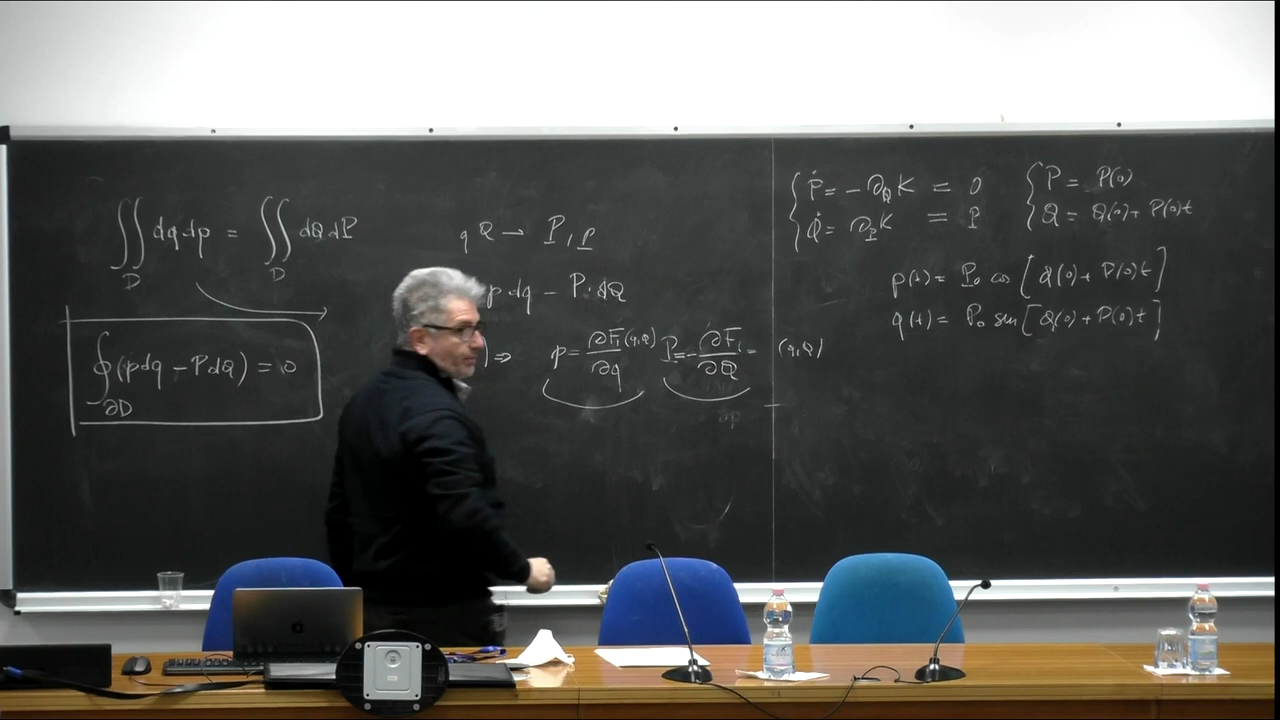 ∬_D dq dp = ∬_D dQ dP
∮_∂D (p dq − P dQ) = 0
q Q → P, p
p dq − P dQ
) ⇒ p = ∂F₁/∂q (q,Q) P = − ∂F₁/∂Q = (q,Q)
{ Ṗ = − ∂_Q K = 0
Q̇ = ∂_P K = P
{ P = P(0)
Q = Q(0) + P(0)t
p(t) = P₀ cos [Q(0) + P(0)t]
q(t) = P₀ sin [Q(0) + P(0)t]